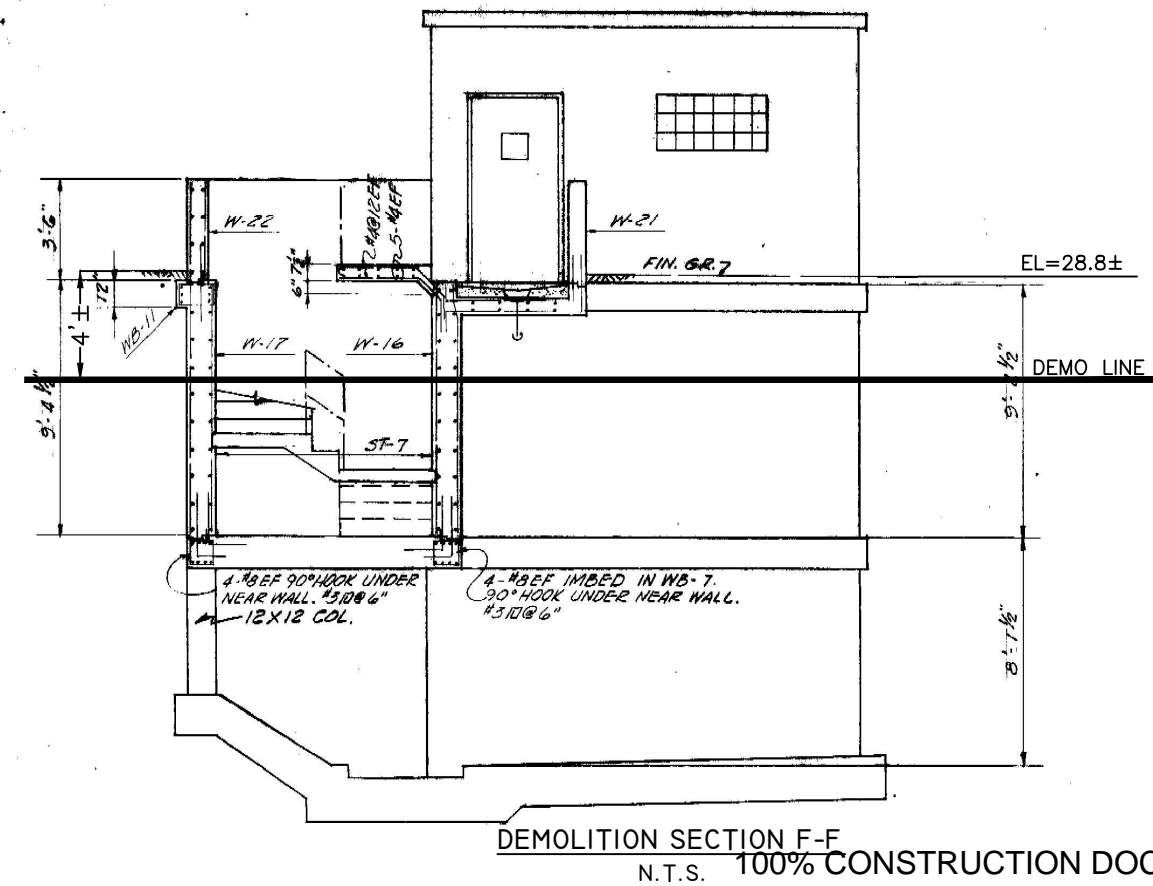 3'-6"
W-22
2 #4@12EF
5-#4EF
6" 7½"
W-21
FIN. GR.
EL=28.8±
12"
4' ±
WB-11
W-17
W-16
DEMO LINE
9'-4½"
ST-7
4-#8EF 90° HOOK UNDER
NEAR WALL. #3 @6"
12X12 COL.
4-#8EF IMBED IN WB-7.
90° HOOK UNDER NEAR WALL.
#3 @6"
8'-7½"
DEMOLITION SECTION F-F
N.T.S.
100% CONSTRUCTION DOC